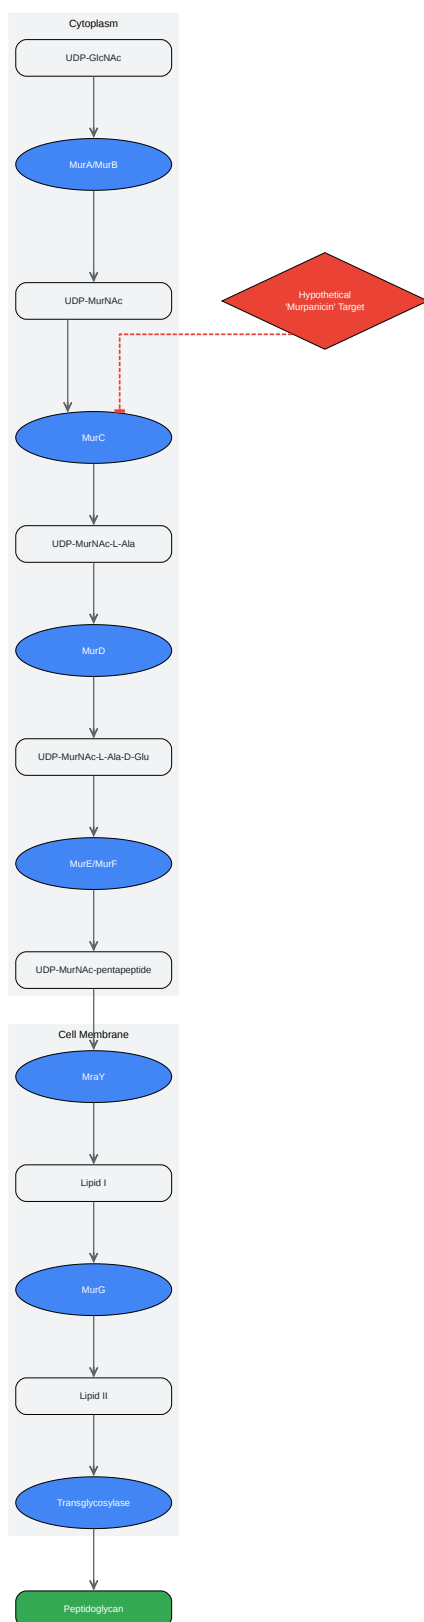 Cytoplasm
UDP-GlcNAc
MurA/MurB
UDP-MurNAc
Hypothetical
'Murpanicin' Target
MurC
UDP-MurNAc-L-Ala
MurD
UDP-MurNAc-L-Ala-D-Glu
MurE/MurF
UDP-MurNAc-pentapeptide
Cell Membrane
MraY
Lipid I
MurG
Lipid II
Transglycosylase
Peptidoglycan